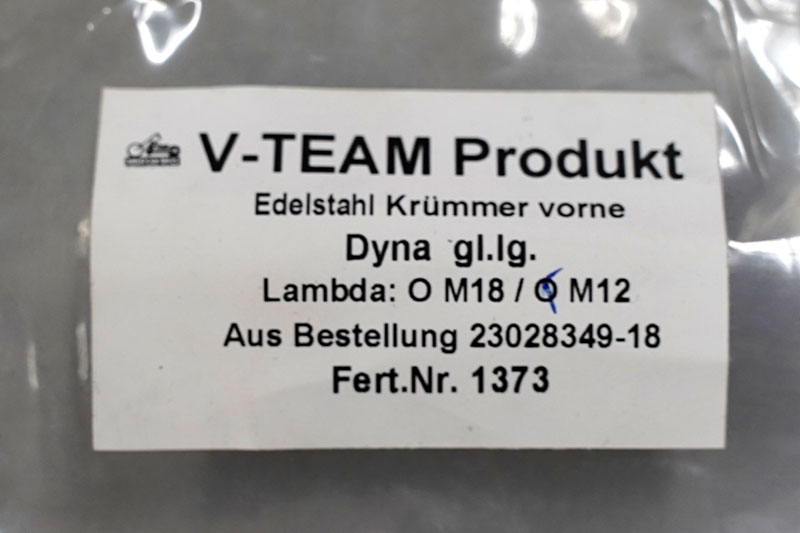 V-TEAM Produkt
Edelstahl Krümmer vorne
Dyna gl.lg.
Lambda: O M18 / O M12
Aus Bestellung 23028349-18
Fert.Nr. 1373